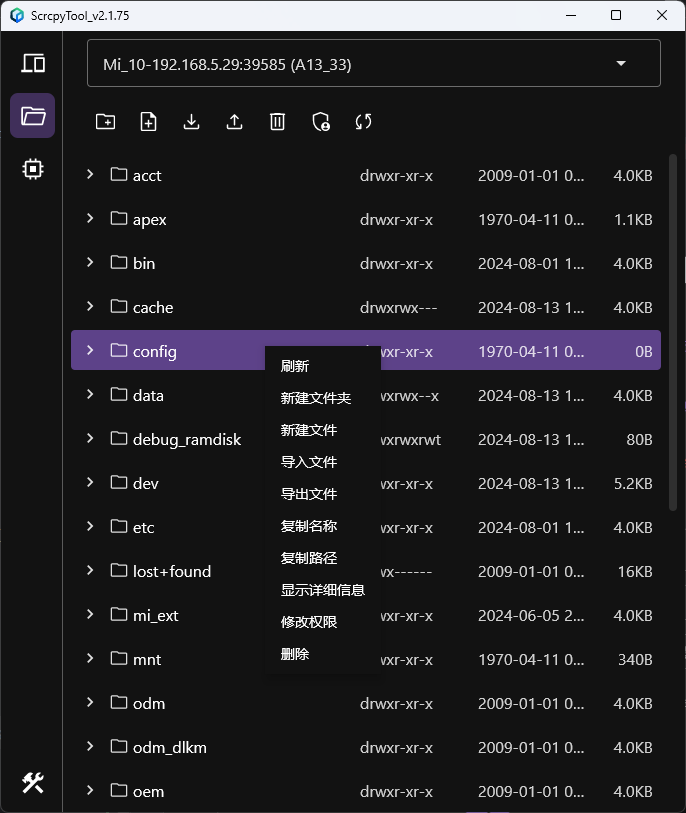 ScrcpyTool_v2.1.75
Mi_10-192.168.5.29:39585 (A13_33)
acct drwxr-xr-x 2009-01-01 0... 4.0KB
apex drwxr-xr-x 1970-04-11 0... 1.1KB
bin drwxr-xr-x 2024-08-01 1... 4.0KB
cache drwxrwx--- 2024-08-13 1... 4.0KB
config drwxr-xr-x 1970-04-11 0... 0B
刷新
新建文件夹
data wxrwx--x 2024-08-13 1... 4.0KB
新建文件
debug_ramdisk wxrwxrwt 2024-08-13 1... 80B
导入文件
dev wxr-xr-x 2024-08-13 1... 5.2KB
导出文件
复制名称
etc wxr-xr-x 2024-08-01 1... 4.0KB
复制路径
lost+found wx------ 2009-01-01 0... 16KB
显示详细信息
mi_ext wxr-xr-x 2024-06-05 2... 4.0KB
修改权限
mnt wxr-xr-x 1970-04-11 0... 340B
删除
odm drwxr-xr-x 2009-01-01 0... 4.0KB
odm_dlkm drwxr-xr-x 2009-01-01 0... 4.0KB
oem drwxr-xr-x 2009-01-01 0... 4.0KB